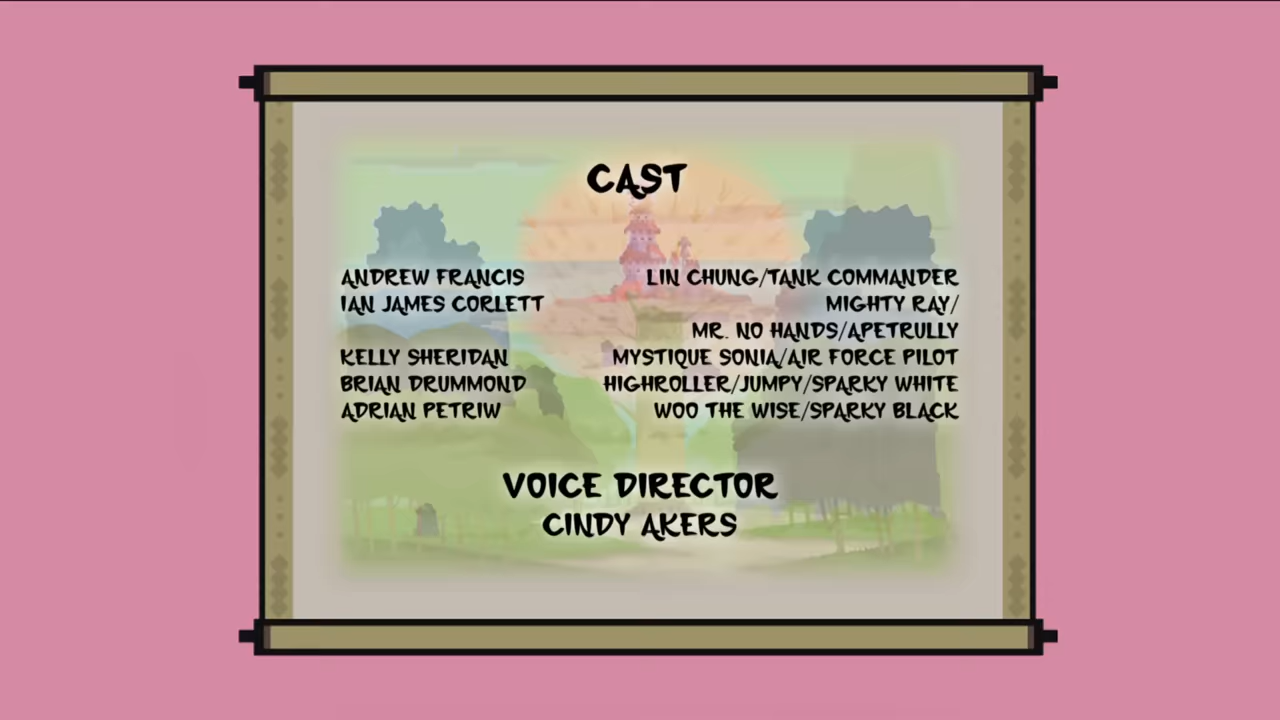 CAST
ANDREW FRANCIS LIN CHUNG/TANK COMMANDER
IAN JAMES CORLETT MIGHTY RAY/
MR. NO HANDS/APETRULLY
KELLY SHERIDAN MYSTIQUE SONIA/AIR FORCE PILOT
BRIAN DRUMMOND HIGHROLLER/JUMPY/SPARKY WHITE
ADRIAN PETRIW WOO THE WISE/SPARKY BLACK
VOICE DIRECTOR
CINDY AKERS